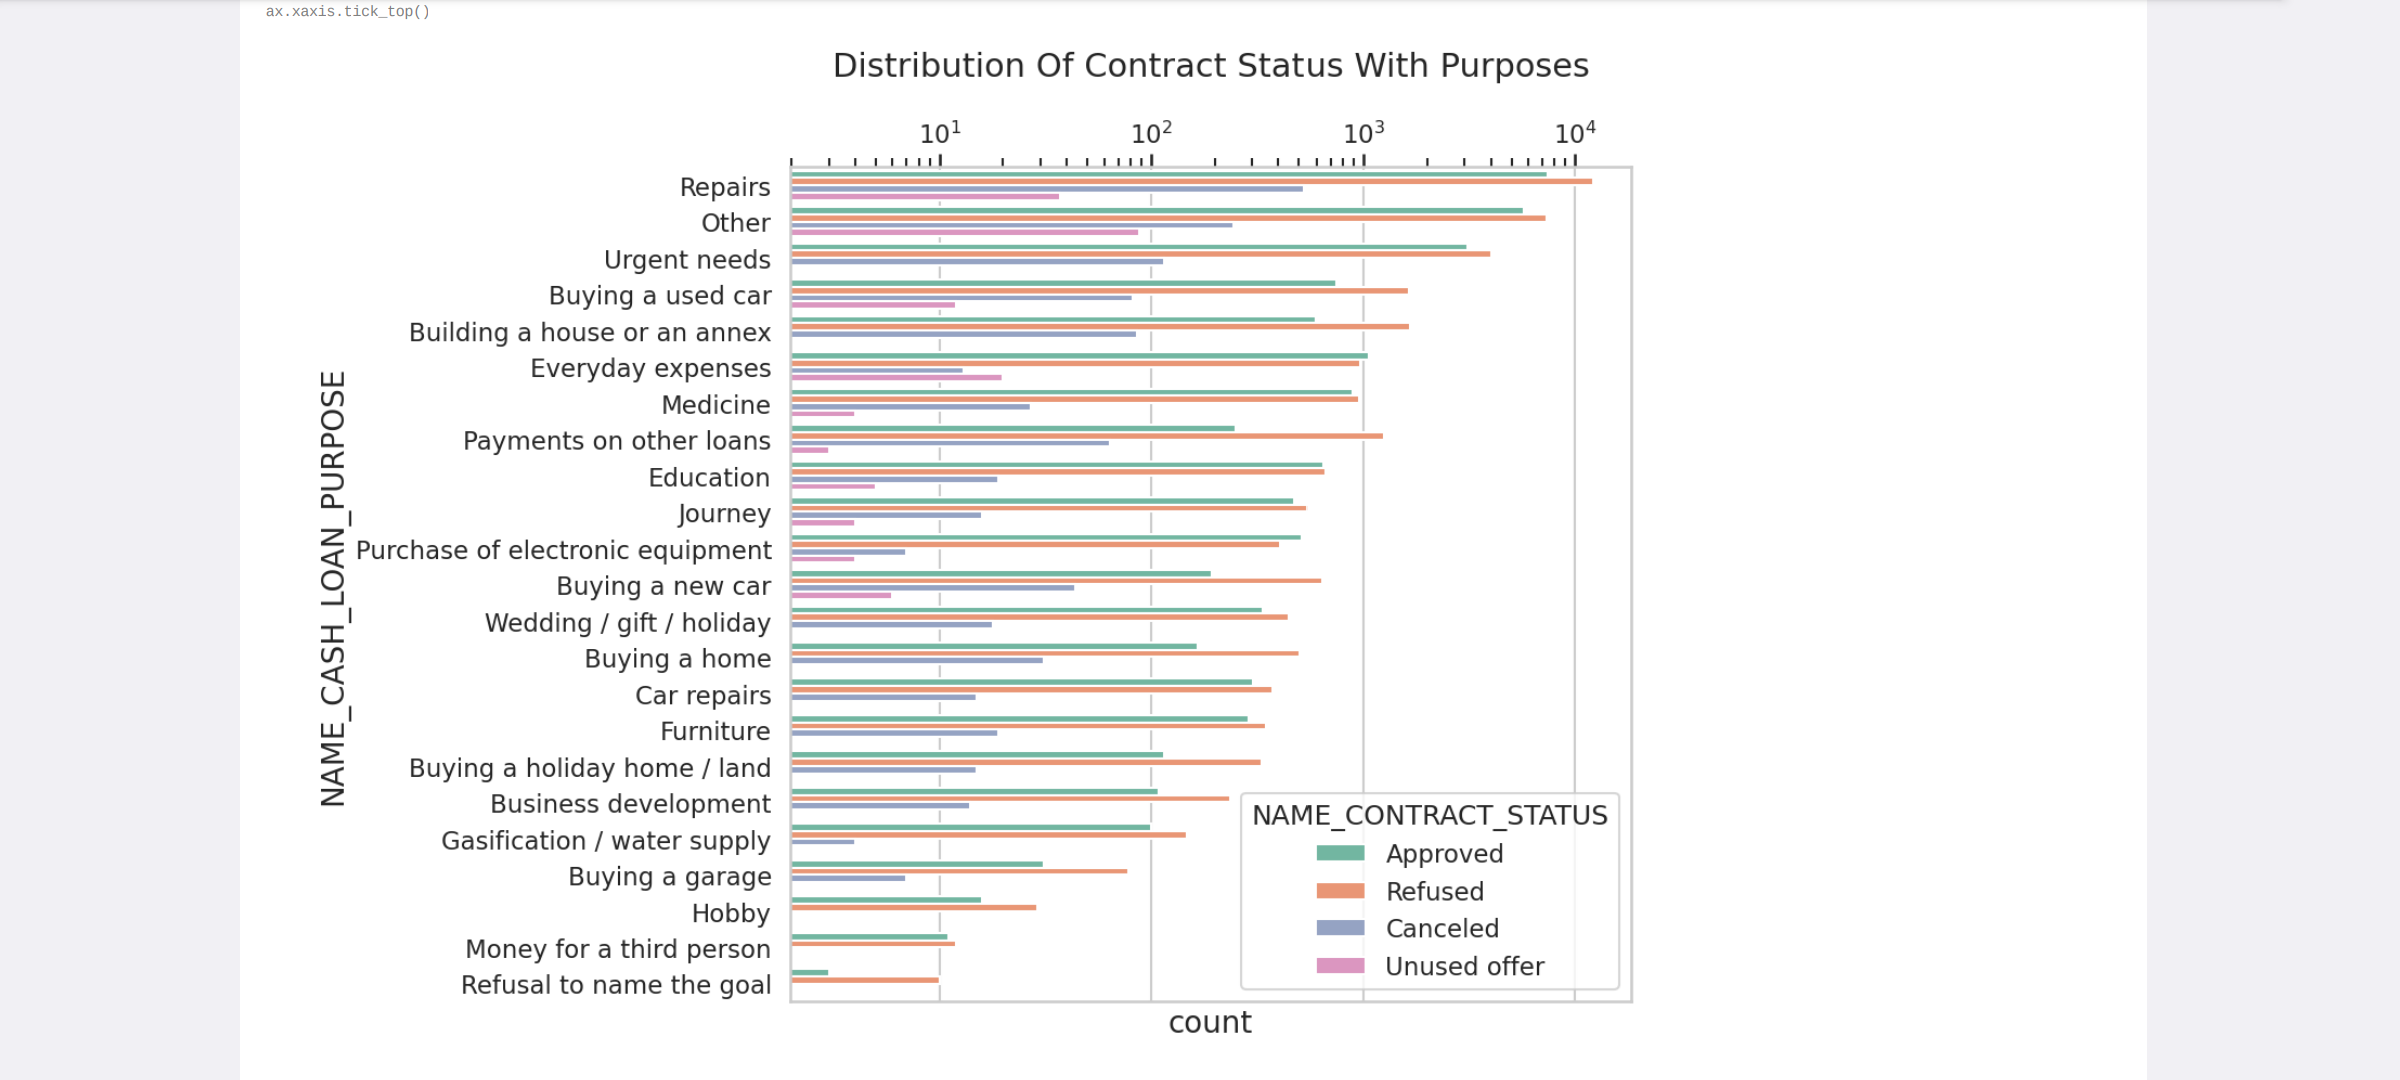 ax.xaxis.tick_top()
Distribution Of Contract Status With Purposes
10¹ 10² 10³ 10⁴
Repairs
Other
Urgent needs
Buying a used car
Building a house or an annex
Everyday expenses
Medicine
Payments on other loans
Education
Journey
Purchase of electronic equipment
Buying a new car
Wedding / gift / holiday
Buying a home
Car repairs
Furniture
Buying a holiday home / land
Business development
Gasification / water supply
Buying a garage
Hobby
Money for a third person
Refusal to name the goal
NAME_CASH_LOAN_PURPOSE
NAME_CONTRACT_STATUS
Approved
Refused
Canceled
Unused offer
count